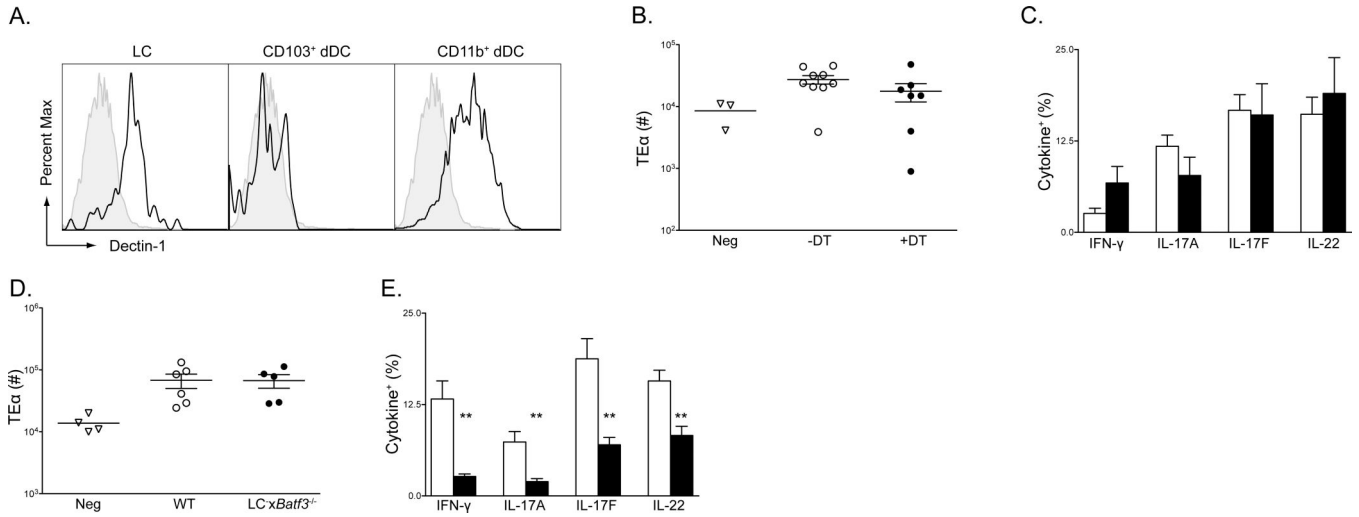 A.
LC
CD103⁺ dDC
CD11b⁺ dDC
Percent Max
Dectin-1
B.
TEα (#)
10⁵
10⁴
10³
10²
Neg
-DT
+DT
C.
Cytokine⁺ (%)
25.0
12.5
0.0
IFN-γ
IL-17A
IL-17F
IL-22
D.
TEα (#)
10⁶
10⁵
10⁴
10³
Neg
WT
LC⁻xBatf3⁻/⁻
E.
Cytokine⁺ (%)
25.0
12.5
0.0
**
**
**
**
IFN-γ
IL-17A
IL-17F
IL-22